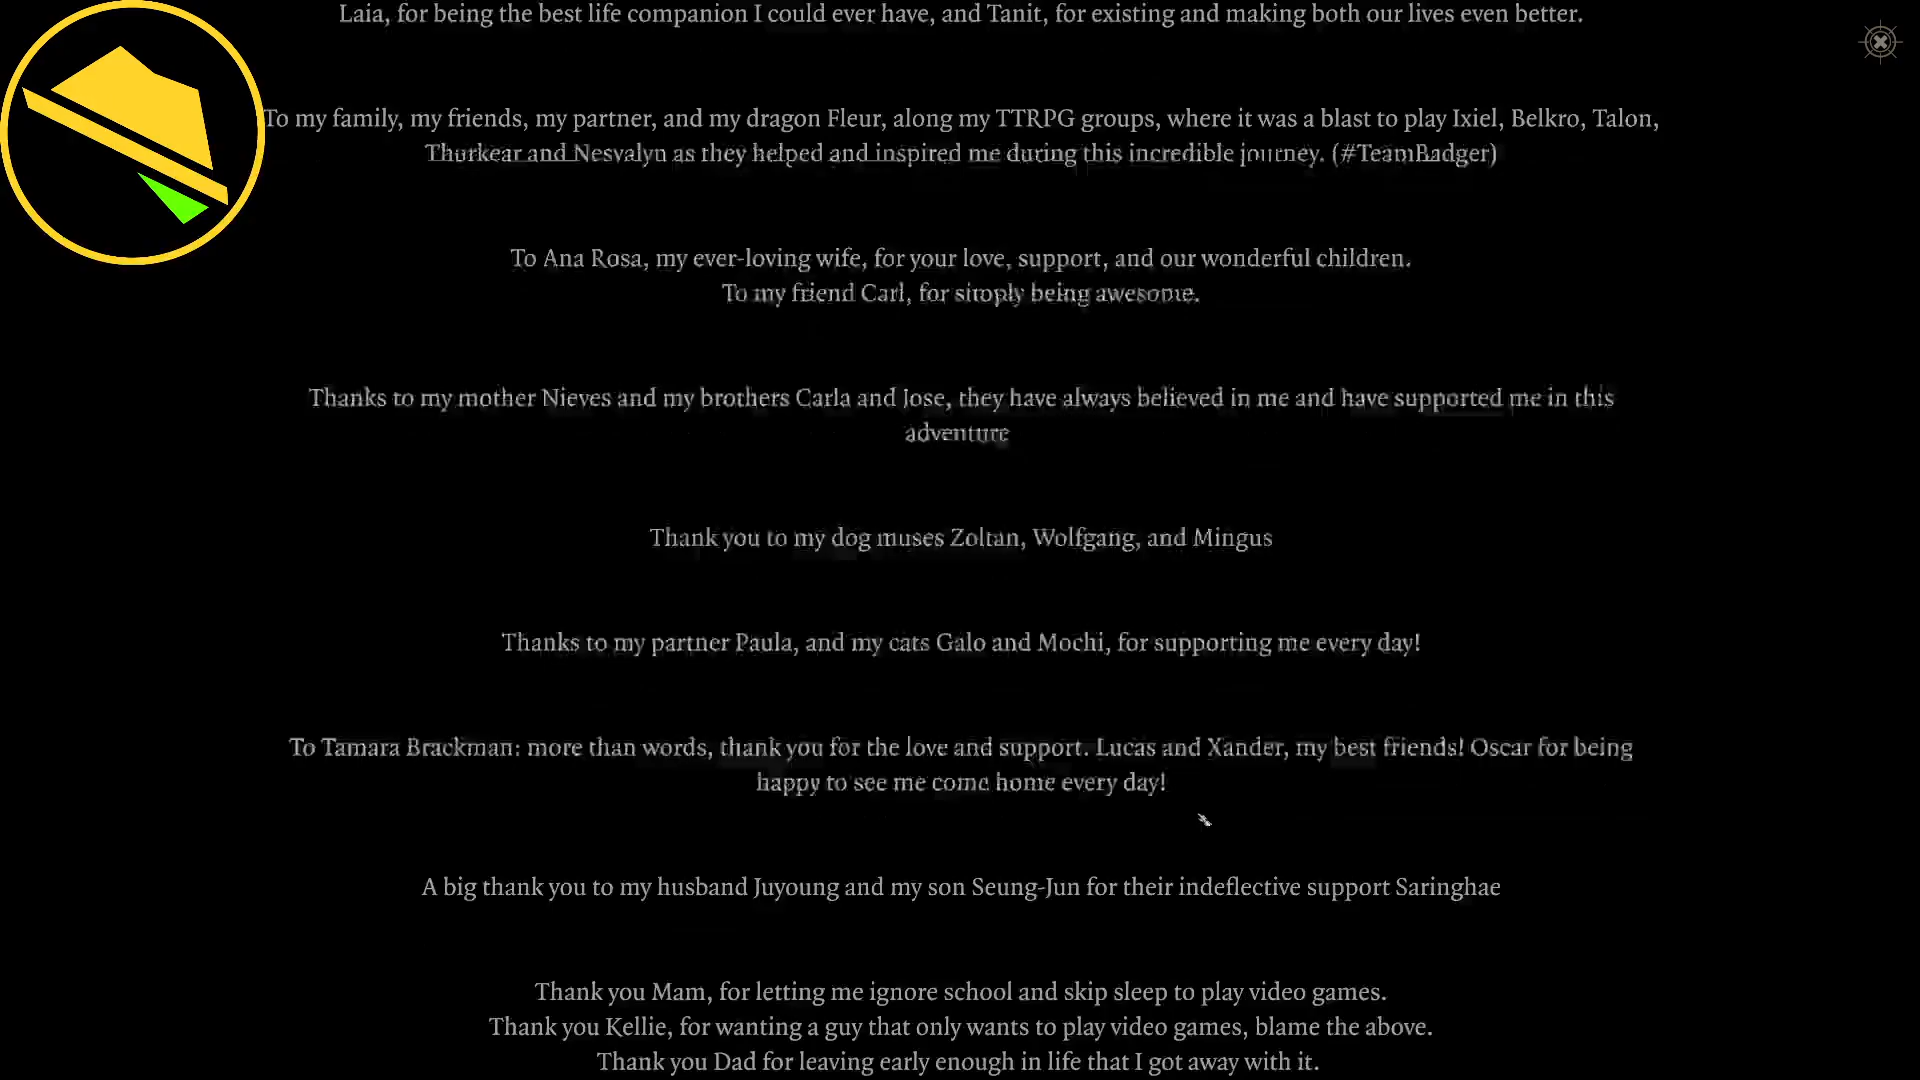 Laia, for being the best life companion I could ever have, and Tanit, for existing and making both our lives even better.
To my family, my friends, my partner, and my dragon Fleur, along my TTRPG groups, where it was a blast to play Ixiel, Belkro, Talon,
Thurkear and Nesvalyn as they helped and inspired me during this incredible journey. (#TeamBadger)
To Ana Rosa, my ever-loving wife, for your love, support, and our wonderful children.
To my friend Carl, for simply being awesome.
Thanks to my mother Nieves and my brothers Carla and Jose, they have always believed in me and have supported me in this
adventure
Thank you to my dog muses Zoltan, Wolfgang, and Mingus
Thanks to my partner Paula, and my cats Galo and Mochi, for supporting me every day!
To Tamara Brackman: more than words, thank you for the love and support. Lucas and Xander, my best friends! Oscar for being
happy to see me come home every day!
A big thank you to my husband Juyoung and my son Seung-Jun for their indeflective support Saringhae
Thank you Mam, for letting me ignore school and skip sleep to play video games.
Thank you Kellie, for wanting a guy that only wants to play video games, blame the above.
Thank you Dad for leaving early enough in life that I got away with it.